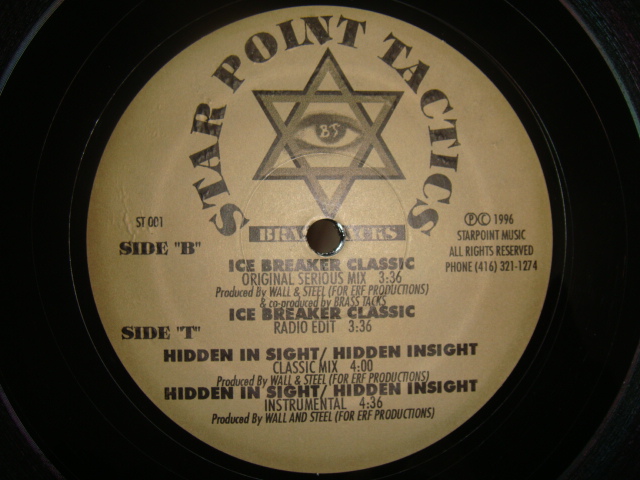 STAR POINT TACTICS
BT
BRASS TACKS
ST 001
℗© 1996
STARPOINT MUSIC
ALL RIGHTS RESERVED
PHONE (416) 321-1274
SIDE "B"
ICE BREAKER CLASSIC
ORIGINAL SERIOUS MIX 3:36
Produced By WALL & STEEL (FOR ERF PRODUCTIONS)
& co-produced by BRASS TACKS
ICE BREAKER CLASSIC
RADIO EDIT 3:36
SIDE "T"
HIDDEN IN SIGHT/ HIDDEN INSIGHT
CLASSIC MIX 4:00
Produced By WALL & STEEL (FOR ERF PRODUCTIONS)
HIDDEN IN SIGHT/ HIDDEN INSIGHT
INSTRUMENTAL 4:36
Produced By WALL AND STEEL (FOR ERF PRODUCTIONS)